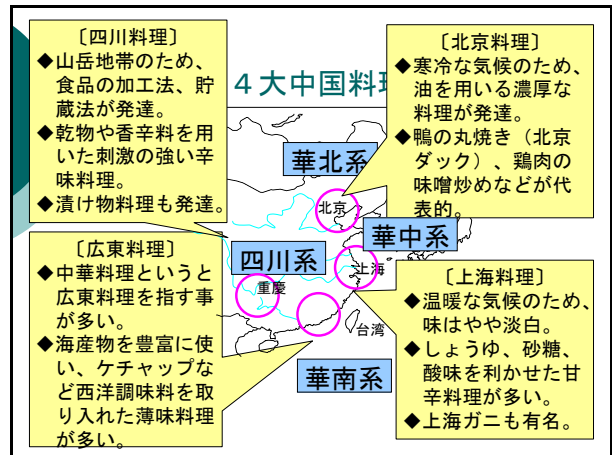 ４大中国料理
〔四川料理〕
◆山岳地帯のため、
食品の加工法、貯
蔵法が発達。
◆乾物や香辛料を用
いた刺激の強い辛
味料理。
◆漬け物料理も発達。
〔北京料理〕
◆寒冷な気候のため、
油を用いる濃厚な
料理が発達。
◆鴨の丸焼き（北京
ダック）、鶏肉の
味噌炒めなどが代
表的。
華北系
北京
華中系
四川系
上海
重慶
台湾
華南系
〔広東料理〕
◆中華料理というと
広東料理を指す事
が多い。
◆海産物を豊富に使
い、ケチャップな
ど西洋調味料を取
り入れた薄味料理
が多い。
〔上海料理〕
◆温暖な気候のため、
味はやや淡白。
◆しょうゆ、砂糖、
酸味を利かせた甘
辛料理が多い。
◆上海ガニも有名。